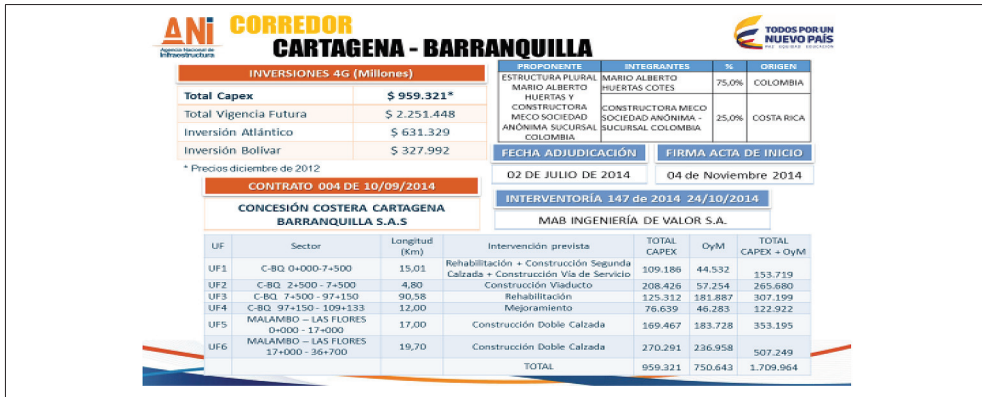 ANi
Agencia Nacional de
Infraestructura
CORREDOR
CARTAGENA - BARRANQUILLA
TODOS POR UN
NUEVO PAÍS
PAZ EQUIDAD EDUCACIÓN
INVERSIONES 4G (Millones)
Total Capex $ 959.321*
Total Vigencia Futura $ 2.251.448
Inversión Atlántico $ 631.329
Inversión Bolívar $ 327.992
* Precios diciembre de 2012
PROPONENTE INTEGRANTES % ORIGEN
ESTRUCTURA PLURAL
MARIO ALBERTO
HUERTAS Y
CONSTRUCTORA
MECO SOCIEDAD
ANÓNIMA SUCURSAL
COLOMBIA
MARIO ALBERTO
HUERTAS COTES
75,0% COLOMBIA
CONSTRUCTORA MECO
SOCIEDAD ANÓNIMA -
SUCURSAL COLOMBIA
25,0% COSTA RICA
FECHA ADJUDICACIÓN FIRMA ACTA DE INICIO
02 DE JULIO DE 2014 04 de Noviembre 2014
CONTRATO 004 DE 10/09/2014
CONCESIÓN COSTERA CARTAGENA
BARRANQUILLA S.A.S
INTERVENTORÍA 147 de 2014 24/10/2014
MAB INGENIERÍA DE VALOR S.A.
UF Sector Longitud (Km) Intervención prevista TOTAL CAPEX OyM TOTAL CAPEX + OyM
UF1 C-BQ 0+000-7+500 15,01 Rehabilitación + Construcción Segunda
Calzada + Construcción Vía de Servicio 109.186 44.532 153.719
UF2 C-BQ 2+500 - 7+500 4,80 Construcción Viaducto 208.426 57.254 265.680
UF3 C-BQ 7+500 - 97+150 90,58 Rehabilitación 125.312 181.887 307.199
UF4 C-BQ 97+150 - 109+133 12,00 Mejoramiento 76.639 46.283 122.922
UF5 MALAMBO – LAS FLORES
0+000 - 17+000 17,00 Construcción Doble Calzada 169.467 183.728 353.195
UF6 MALAMBO – LAS FLORES
17+000 - 36+700 19,70 Construcción Doble Calzada 270.291 236.958 507.249
TOTAL 959.321 750.643 1.709.964